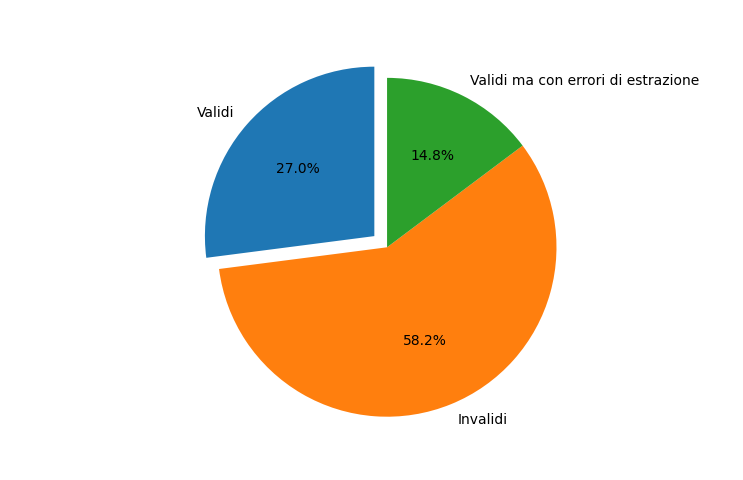 Validi ma con errori di estrazione
Validi
14.8%
27.0%
58.2%
Invalidi